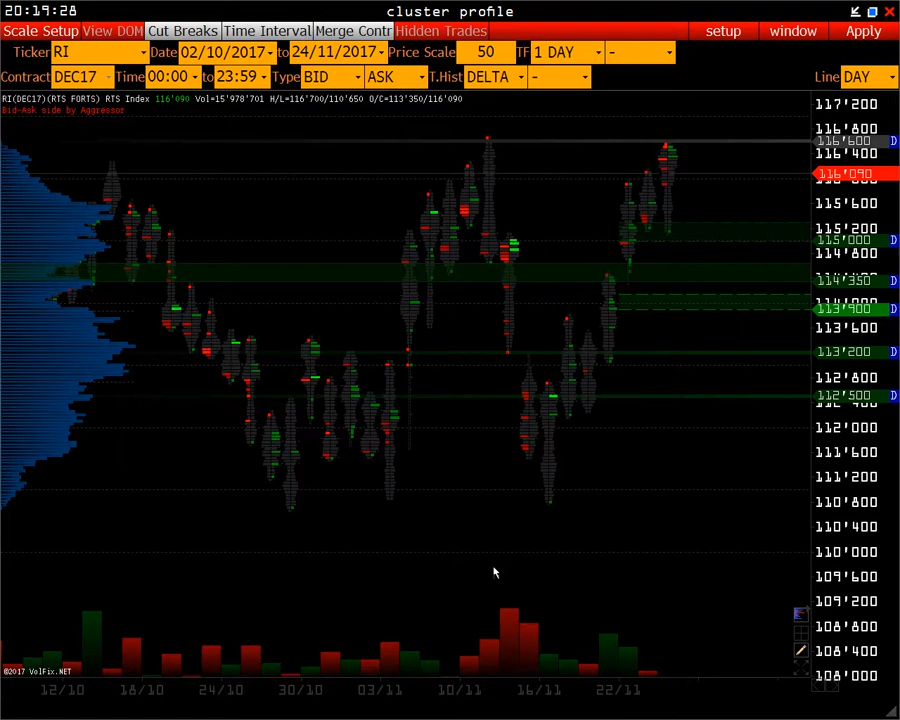 20:19:28 cluster profile
Scale Setup View DOM Cut Breaks Time Interval Merge Contr Hidden Trades setup window Apply
Ticker RI Date 02/10/2017 to 24/11/2017 Price Scale 50 TF 1 DAY -
Contract DEC17 Time 00:00 to 23:59 Type BID ASK T.Hist DELTA - Line DAY
RI(DEC17)(RTS FORTS) RTS Index 116'090 Vol=15'978'701 H/L=116'700/110'650 O/C=113'350/116'090
Bid-Ask side by Aggressor
117'200
116'800
116'600 D
116'400
116'090
115'600
115'200
115'000 D
114'800
114'350 D
113'900 D
113'600
113'200 D
112'800
112'500 D
112'000
111'600
111'200
110'800
110'400
110'000
109'600
109'200
108'800
108'400
108'000
©2017 VolFix.NET
12/10 18/10 24/10 30/10 03/11 10/11 16/11 22/11